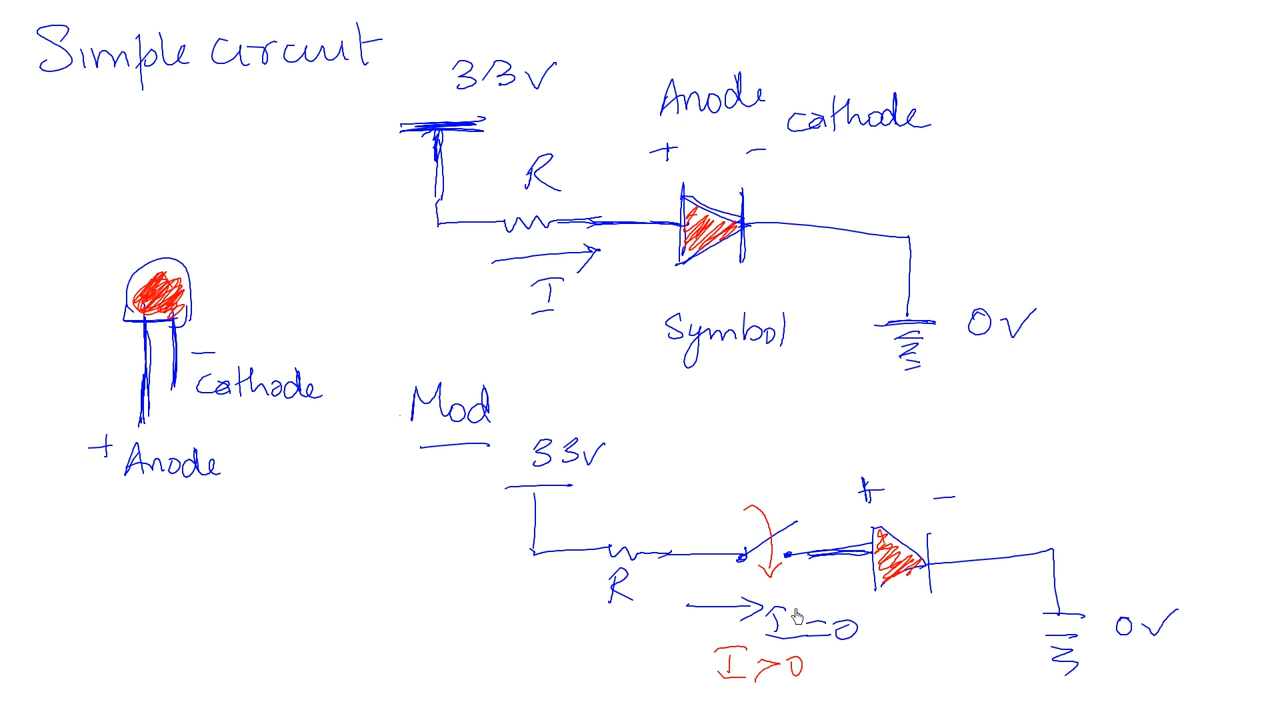 Simple circuit
3.3V
Anode cathode
+ -
R
I
Symbol
0V
- cathode
+ Anode
Mod
3.3V
+ -
R
I = 0
I > 0
0V